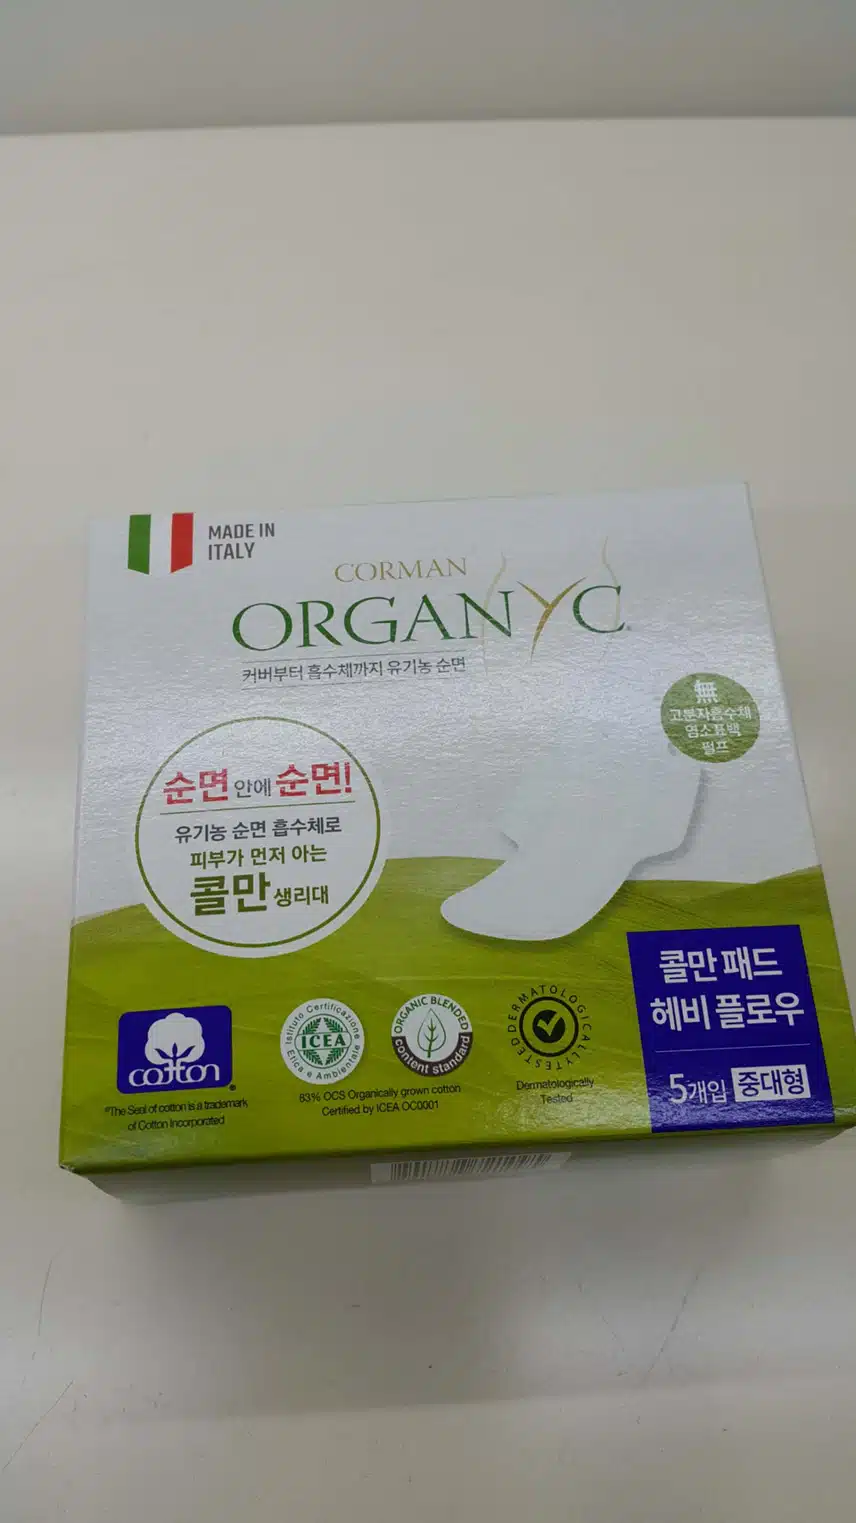 MADE IN
ITALY
CORMAN
ORGANYC
커버부터 흡수체까지 유기농 순면
無
고분자흡수체
염소표백
펄프
순면 안에 순면!
유기농 순면 흡수체로
피부가 먼저 아는
콜만 생리대
콜만 패드
헤비 플로우
5개입 중대형
cotton
*The Seal of cotton is a trademark
of Cotton Incorporated
Istituto Certificazione
ICEA
Etica e Ambientale
ORGANIC BLENDED
content standard
83% OCS Organically grown cotton
Certified by ICEA OC0001
DERMATOLOGICALLY TESTED
Dermatologically
Tested